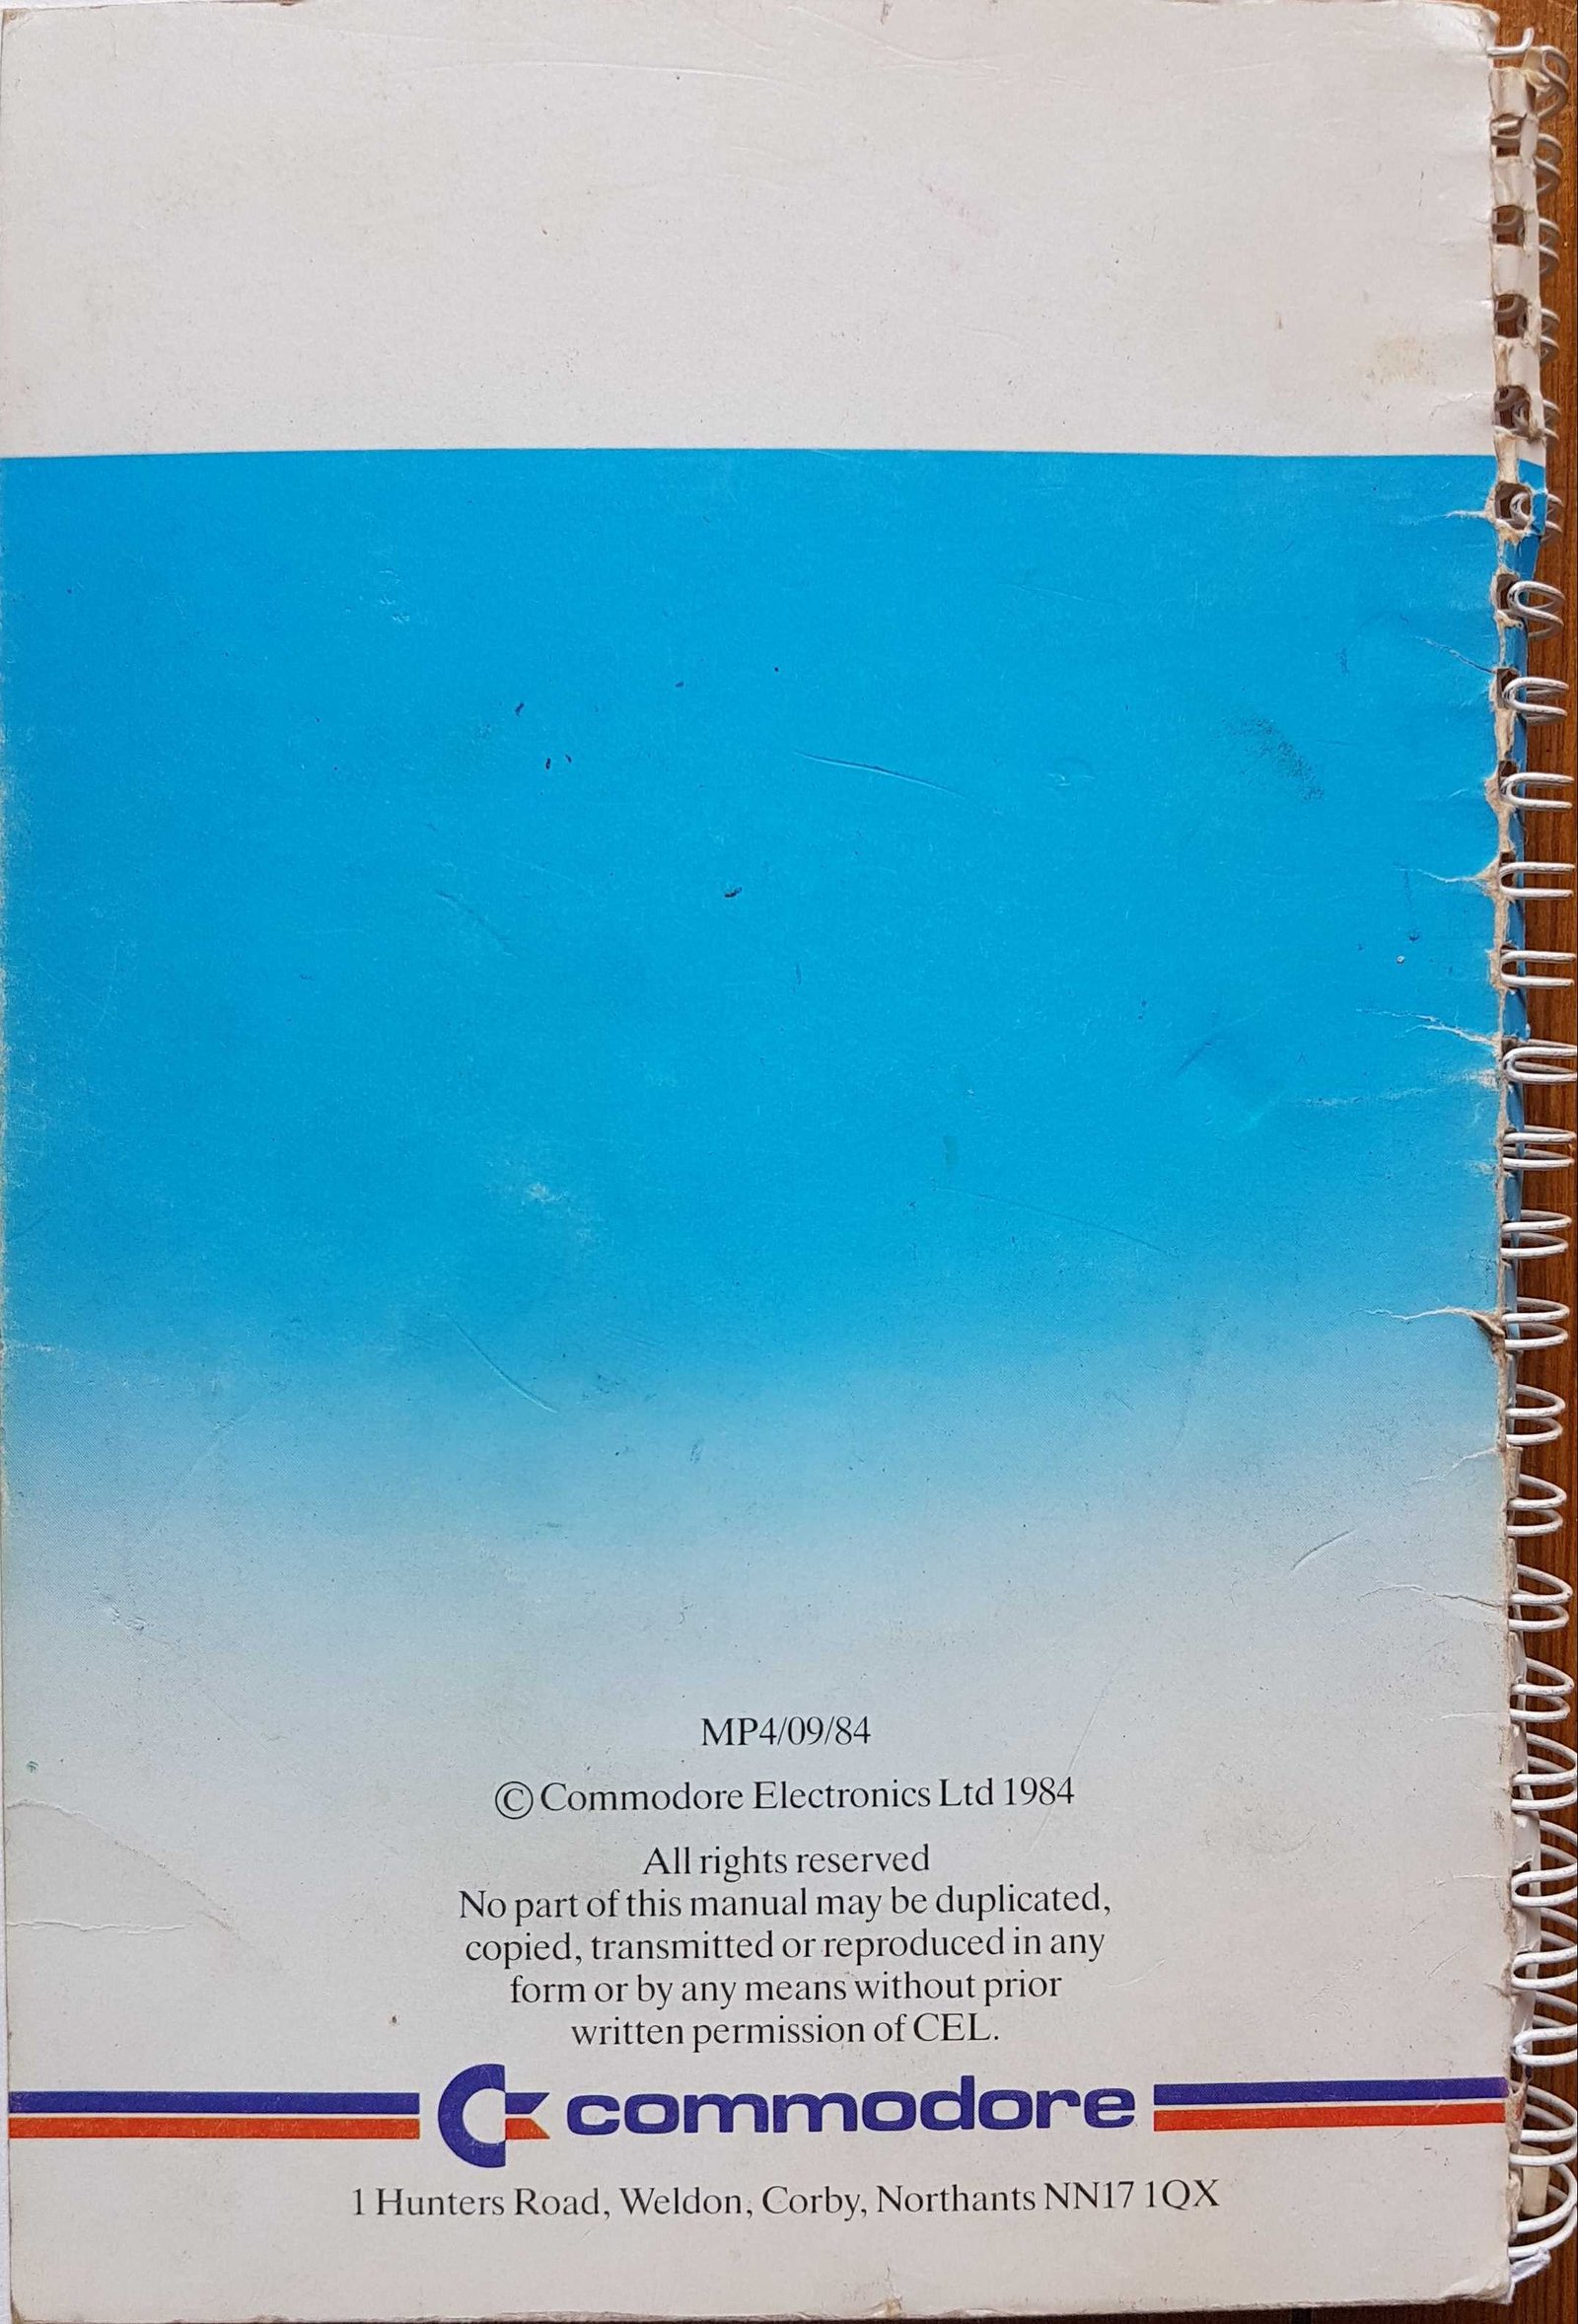 MP4/09/84
© Commodore Electronics Ltd 1984
All rights reserved
No part of this manual may be duplicated,
copied, transmitted or reproduced in any
form or by any means without prior
written permission of CEL.
commodore
1 Hunters Road, Weldon, Corby, Northants NN17 1QX